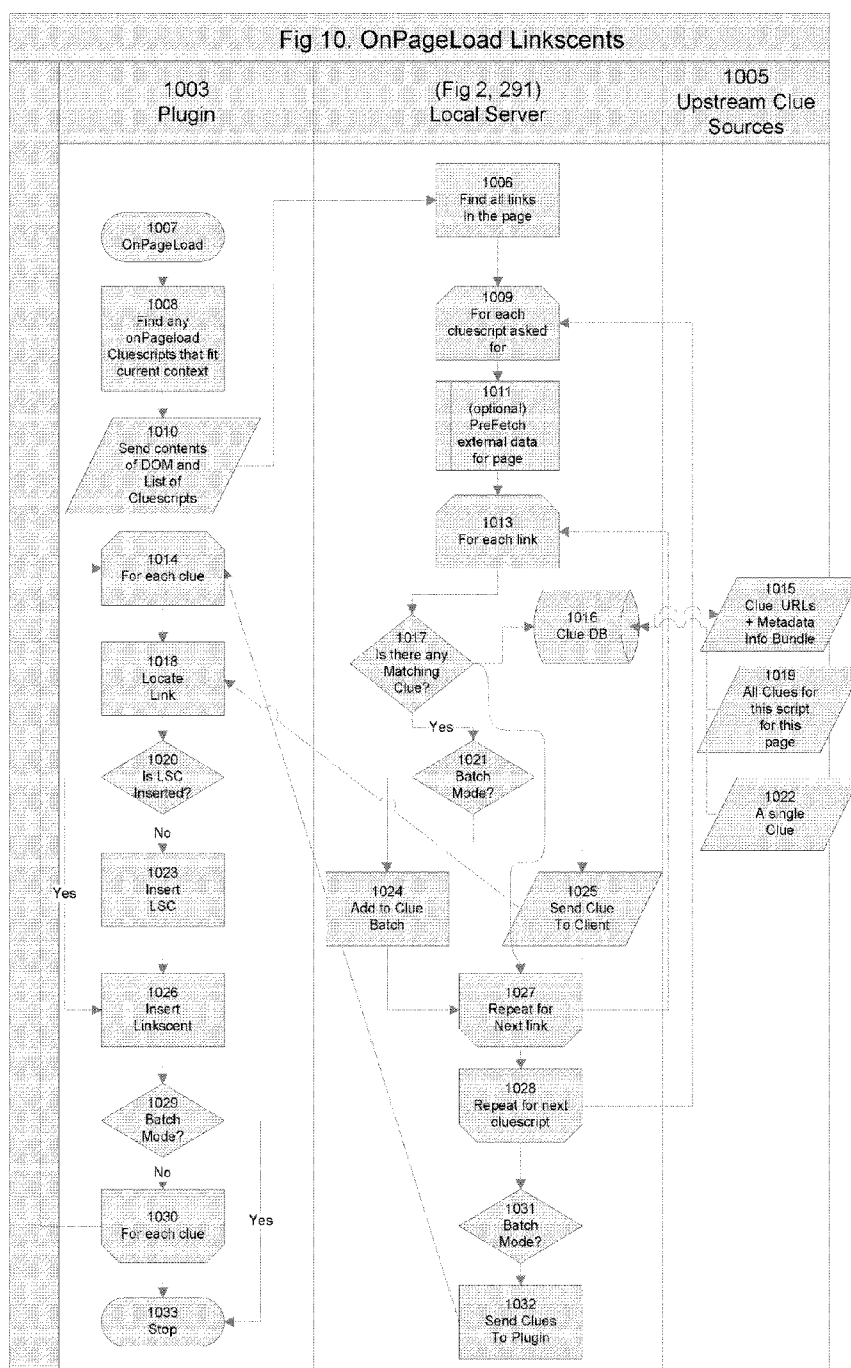 Fig 10. OnPageLoad Linkscents
1003
Plugin
(Fig 2, 291)
Local Server
1005
Upstream Clue
Sources
1006
Find all links
in the page
1007
OnPageLoad
1008
Find any
onPageload
Cluescripts that fit
current context
1009
For each
cluescript asked
for
1010
Send contents
of DOM and
List of
Cluescripts
1011
(optional)
PreFetch
external data
for page
1013
For each link
1014
For each clue
1015
Clue URLs
+ Metadata
Info Bundle
1016
Clue DB
1017
Is there any
Matching
Clue?
1018
Locate
Link
1019
All Clues for
this script
for this
page
Yes
1020
Is LSC
Inserted?
1021
Batch
Mode?
1022
A single
Clue
No
1023
Insert
LSC
Yes
1024
Add to Clue
Batch
1025
Send Clue
To Client
1026
Insert
Linkscent
1027
Repeat for
Next link
1028
Repeat for next
cluescript
1029
Batch
Mode?
No
1030
For each clue
Yes
1031
Batch
Mode?
1033
Stop
1032
Send Clues
To Plugin